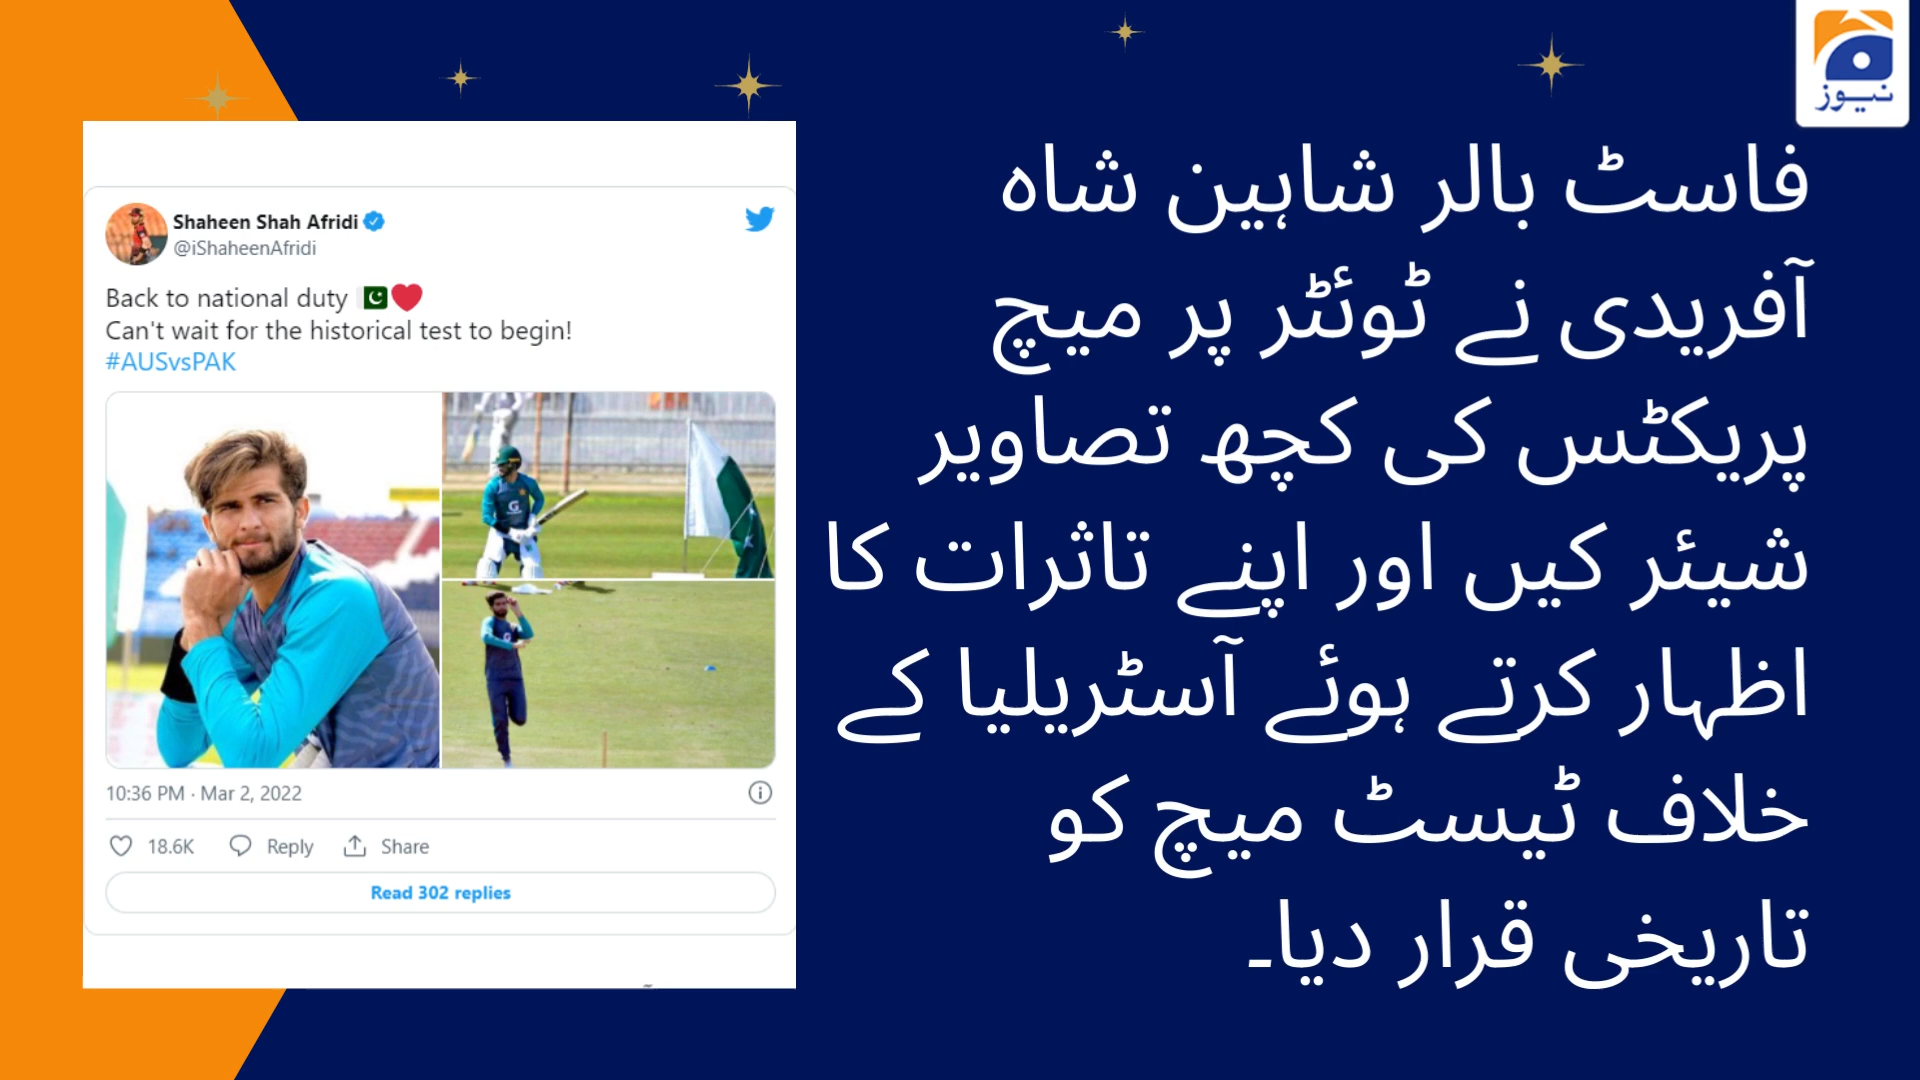 نیوز
فاسٹ بالر شاہین شاہ
آفریدی نے ٹوئٹر پر میچ
پریکٹس کی کچھ تصاویر
شیئر کیں اور اپنے تاثرات کا
اظہار کرتے ہوئے آسٹریلیا کے
خلاف ٹیسٹ میچ کو
تاریخی قرار دیا۔
Shaheen Shah Afridi
@iShaheenAfridi
Back to national duty 🇵🇰❤️
Can't wait for the historical test to begin!
#AUSvsPAK
10:36 PM · Mar 2, 2022
18.6K Reply Share
Read 302 replies